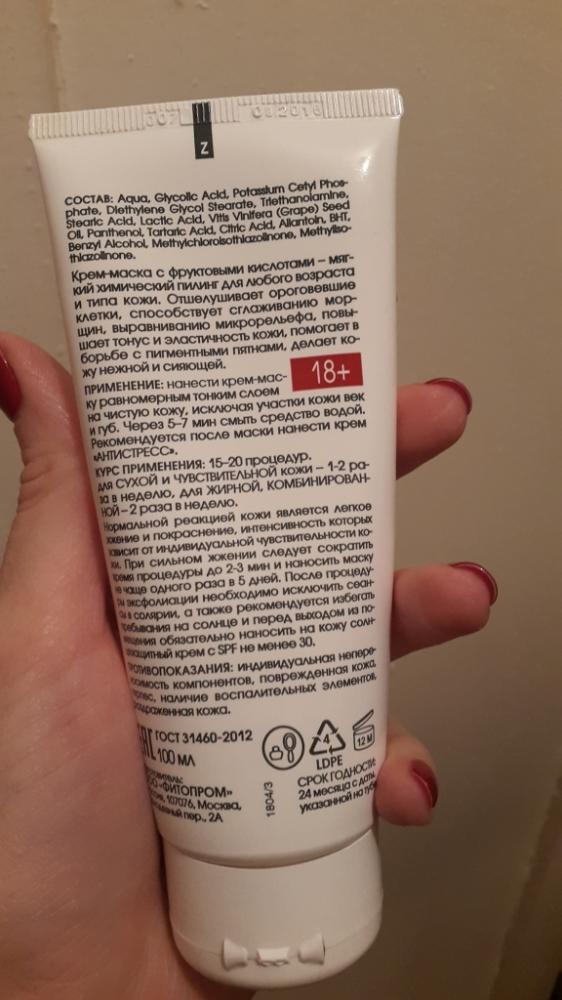 08 2018
Z
СОСТАВ: Aqua, Glycolic Acid, Potassium Cetyl Phos-
phate, Diethylene Glycol Stearate, Triethanolamine,
Stearic Acid, Lactic Acid, Vitis Vinifera (Grape) Seed
Oil, Panthenol, Tartaric Acid, Citric Acid, Allantoin, BHT,
Benzyl Alcohol, Methylchloroisothiazolinone, Methyliso-
thiazolinone.
Крем-маска с фруктовыми кислотами – мяг-
кий химический пилинг для любого возраста
и типа кожи. Отшелушивает ороговевшие
клетки, способствует сглаживанию мор-
щин, выравниванию микрорельефа, повы-
шает тонус и эластичность кожи, помогает в
борьбе с пигментными пятнами, делает ко-
жу нежной и сияющей.
18+
ПРИМЕНЕНИЕ: нанести крем-мас-
ку равномерным тонким слоем
на чистую кожу, исключая участки кожи век
и губ. Через 5-7 мин смыть средство водой.
Рекомендуется после маски нанести крем
«АНТИСТРЕСС».
КУРС ПРИМЕНЕНИЯ: 15-20 процедур.
для СУХОЙ и ЧУВСТВИТЕЛЬНОЙ кожи – 1-2 ра-
за в неделю, для ЖИРНОЙ, КОМБИНИРОВАН-
НОЙ – 2 раза в неделю.
Нормальной реакцией кожи является легкое
жжение и покраснение, интенсивность которых
зависит от индивидуальной чувствительности ко-
жи. При сильном жжении следует сократить
время процедуры до 2-3 мин и наносить маску
не чаще одного раза в 5 дней. После процеду-
ры эксфолиации необходимо исключить сеан-
сы в солярии, а также рекомендуется избегать
пребывания на солнце и перед выходом из по-
мещения обязательно наносить на кожу солн-
цезащитный крем с SPF не менее 30.
ПРОТИВОПОКАЗАНИЯ: индивидуальная непере-
носимость компонентов, поврежденная кожа,
герпес, наличие воспалительных элементов,
раздраженная кожа.
ГОСТ 31460-2012
100 МЛ
4
LDPE
12 M
Изготовитель:
ООО «ФИТОПРОМ»
Россия, 107076, Москва,
пер., 2А
1804/3
СРОК ГОДНОСТИ:
24 месяца с даты,
указанной на тубе